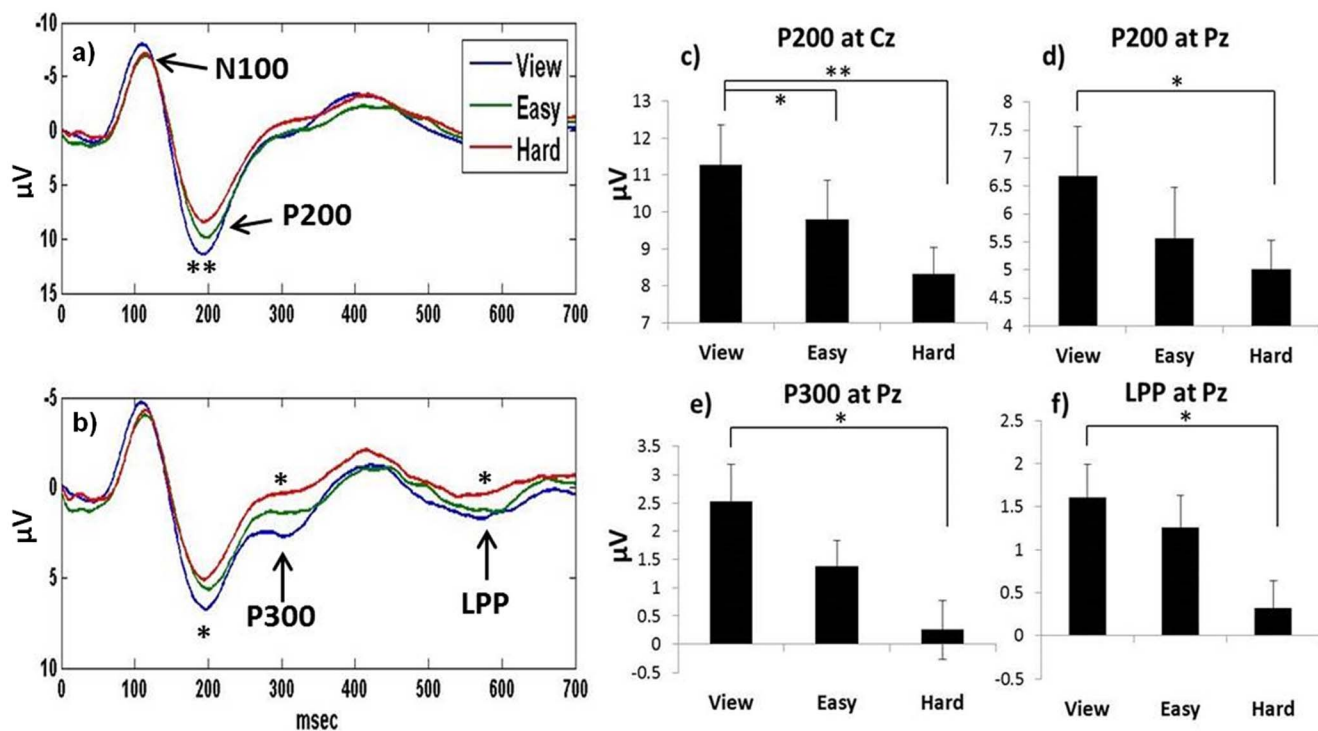 a)
-10
-5
0
5
10
15
μV
N100
P200
**
View
Easy
Hard
0 100 200 300 400 500 600 700
b)
-5
0
5
10
μV
*
*
*
P300
LPP
0 100 200 300 400 500 600 700
msec
c)
P200 at Cz
**
*
13
12
11
10
9
8
7
μV
View Easy Hard
d)
P200 at Pz
*
8
7.5
7
6.5
6
5.5
5
4.5
4
View Easy Hard
e)
P300 at Pz
*
3.5
3
2.5
2
1.5
1
0.5
0
-0.5
μV
View Easy Hard
f)
LPP at Pz
*
2.5
2
1.5
1
0.5
0
-0.5
View Easy Hard